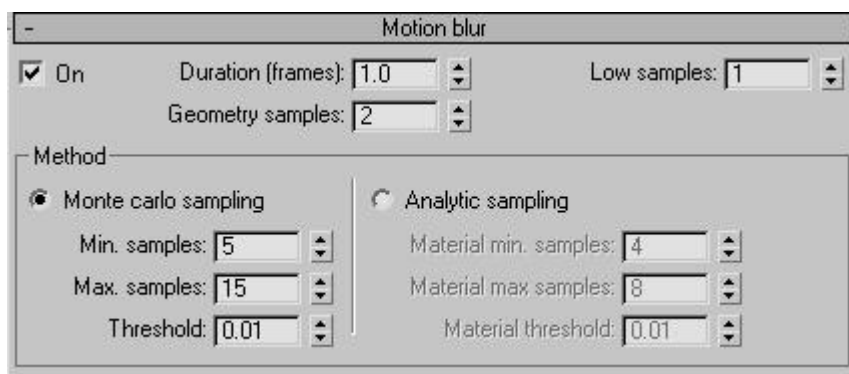 - Motion blur
On Duration (frames): 1.0 Low samples: 1
Geometry samples: 2
Method
Monte carlo sampling Analytic sampling
Min. samples: 5 Material min. samples: 4
Max. samples: 15 Material max samples: 8
Threshold: 0.01 Material threshold: 0.01